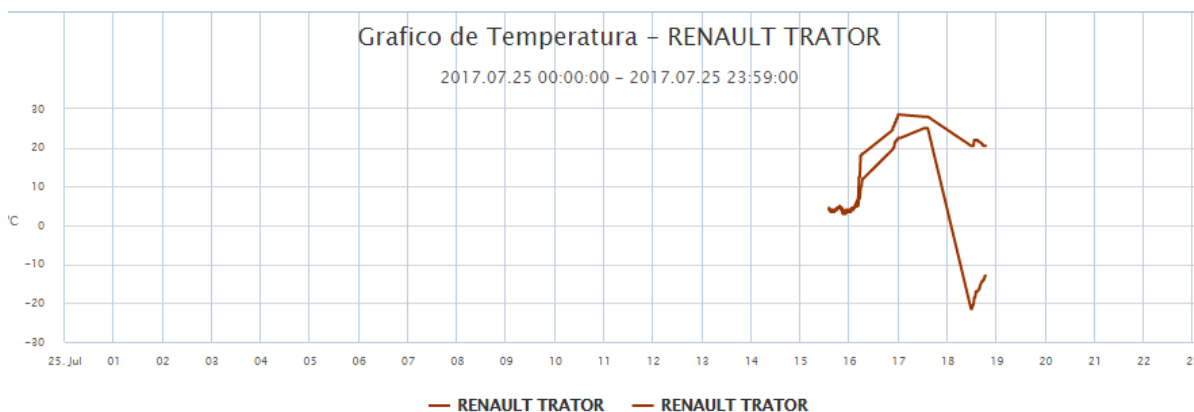 Grafico de Temperatura - RENAULT TRATOR
2017.07.25 00:00:00 - 2017.07.25 23:59:00
30
20
10
°C
0
-10
-20
-30
25. Jul 01 02 03 04 05 06 07 08 09 10 11 12 13 14 15 16 17 18 19 20 21 22
RENAULT TRATOR RENAULT TRATOR